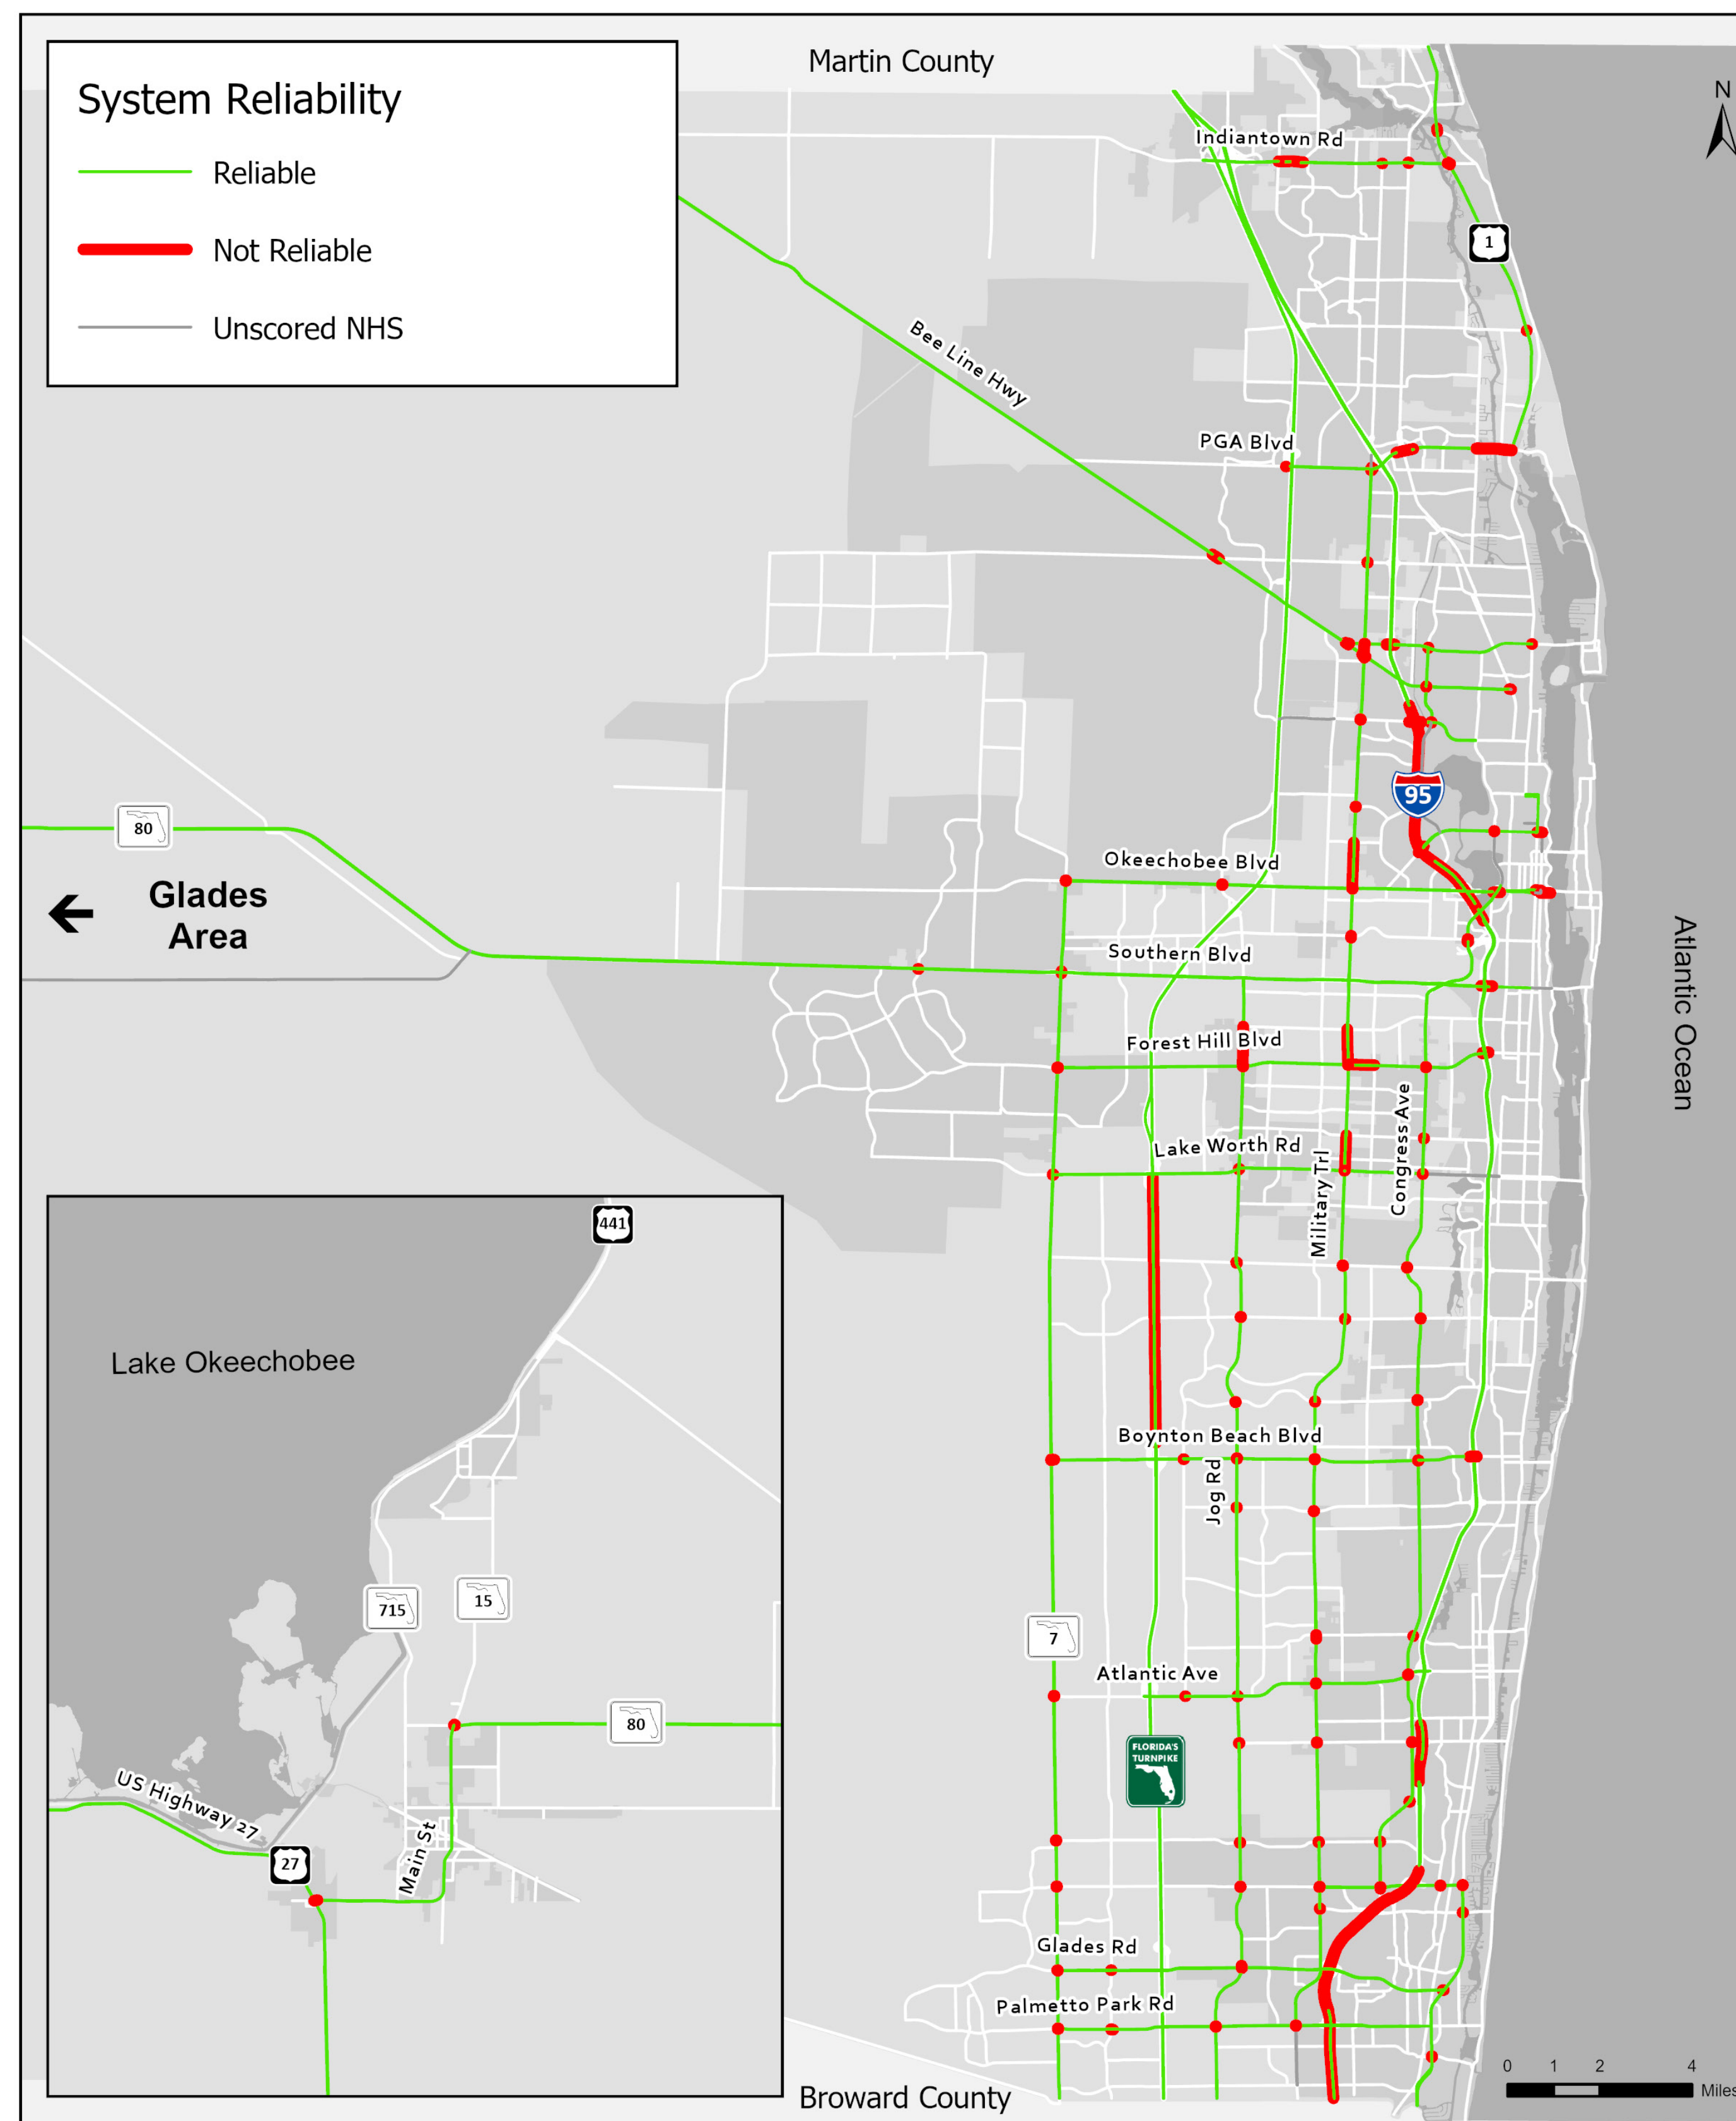 Martin County
N
System Reliability
Reliable
Not Reliable
Unscored NHS
Indiantown Rd
1
Bee Line Hwy
PGA Blvd
95
80
Glades
Area
Okeechobee Blvd
Southern Blvd
Atlantic Ocean
Forest Hill Blvd
Lake Worth Rd
Military Trl
Congress Ave
441
Lake Okeechobee
Boynton Beach Blvd
Jog Rd
715
15
7
Atlantic Ave
80
FLORIDA'S
TURNPIKE
US Highway 27
27
Main St
Glades Rd
Palmetto Park Rd
0 1 2 4
Miles
Broward County